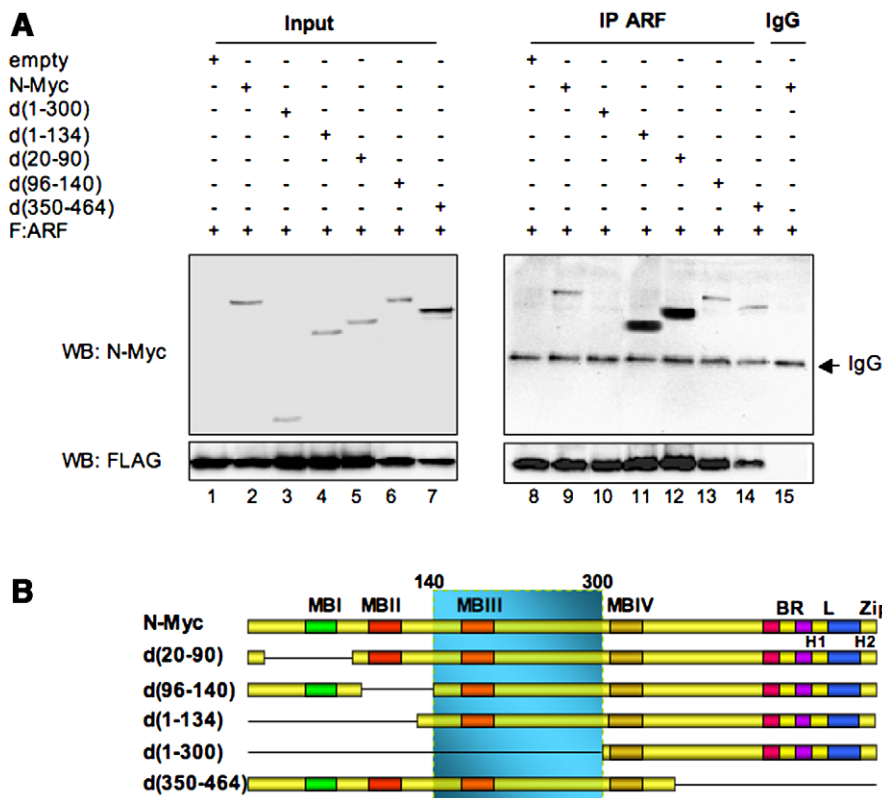 A
Input IP ARF IgG
empty + - - - - - - + - - - - - - -
N-Myc - + - - - - - - + - - - - - +
d(1-300) - - + - - - - - - + - - - - -
d(1-134) - - - + - - - - - - + - - - -
d(20-90) - - - - + - - - - - - + - - -
d(96-140) - - - - - + - - - - - - + - -
d(350-464) - - - - - - + - - - - - - + -
F:ARF + + + + + + + + + + + + + + +
WB: N-Myc
IgG
WB: FLAG
1 2 3 4 5 6 7 8 9 10 11 12 13 14 15
B
140 300
MBI MBII MBIII MBIV BR L Zip
N-Myc
H1 H2
d(20-90)
d(96-140)
d(1-134)
d(1-300)
d(350-464)